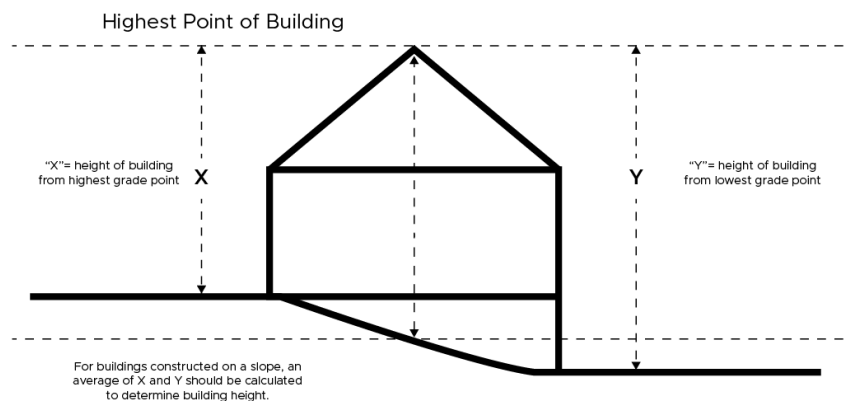 Highest Point of Building
“X”= height of building
from highest grade point
X
Y
“Y”= height of building
from lowest grade point
For buildings constructed on a slope, an
average of X and Y should be calculated
to determine building height.